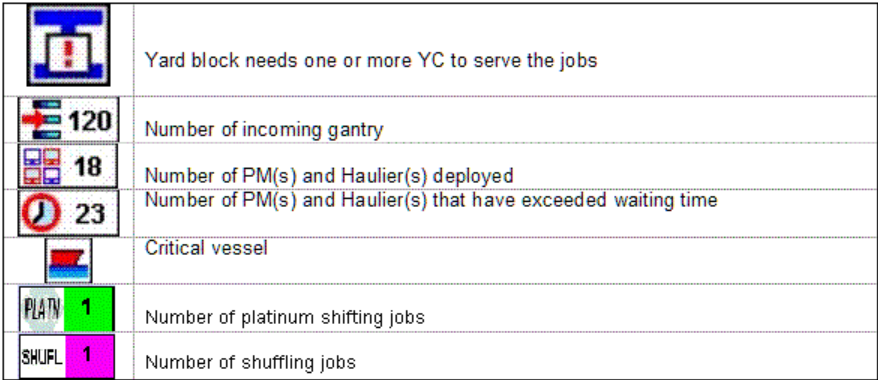 !
Yard block needs one or more YC to serve the jobs
120
Number of incoming gantry
18
Number of PM(s) and Haulier(s) deployed
23
Number of PM(s) and Haulier(s) that have exceeded waiting time
Critical vessel
PLATN 1
Number of platinum shifting jobs
SHUFL 1
Number of shuffling jobs